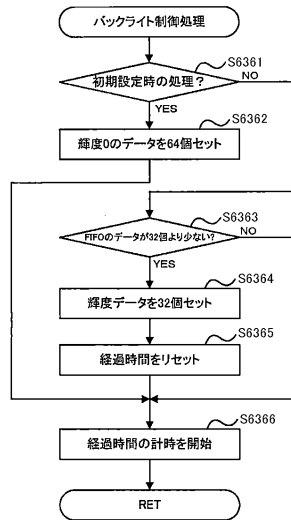 バックライト制御処理
S6361
初期設定時の処理？
NO
YES
S6362
輝度0のデータを64個セット
S6363
FIFOのデータが32個より少ない？
NO
YES
S6364
輝度データを32個セット
S6365
経過時間をリセット
S6366
経過時間の計時を開始
RET